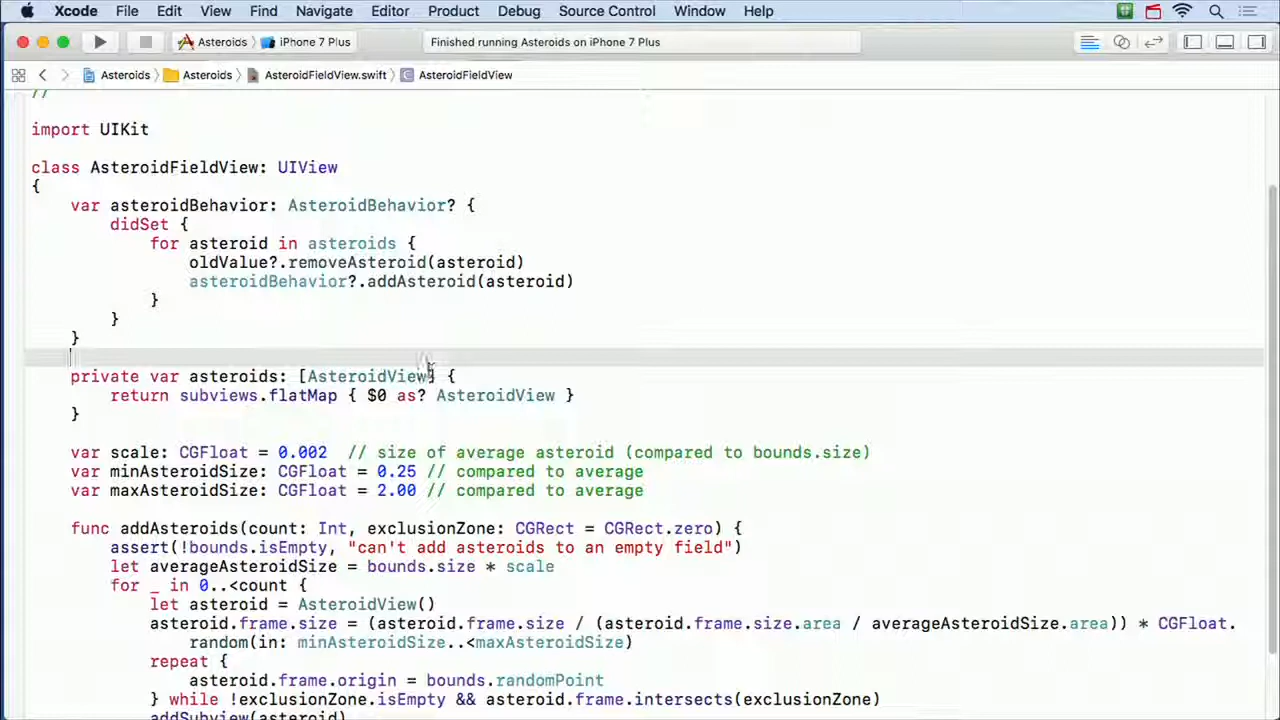 Xcode File Edit View Find Navigate Editor Product Debug Source Control Window Help
Asteroids iPhone 7 Plus Finished running Asteroids on iPhone 7 Plus
Asteroids Asteroids AsteroidFieldView.swift C AsteroidFieldView
//
import UIKit
class AsteroidFieldView: UIView
{
var asteroidBehavior: AsteroidBehavior? {
didSet {
for asteroid in asteroids {
oldValue?.removeAsteroid(asteroid)
asteroidBehavior?.addAsteroid(asteroid)
}
}
}
private var asteroids: [AsteroidView] {
return subviews.flatMap { $0 as? AsteroidView }
}
var scale: CGFloat = 0.002 // size of average asteroid (compared to bounds.size)
var minAsteroidSize: CGFloat = 0.25 // compared to average
var maxAsteroidSize: CGFloat = 2.00 // compared to average
func addAsteroids(count: Int, exclusionZone: CGRect = CGRect.zero) {
assert(!bounds.isEmpty, "can't add asteroids to an empty field")
let averageAsteroidSize = bounds.size * scale
for _ in 0..<count {
let asteroid = AsteroidView()
asteroid.frame.size = (asteroid.frame.size / (asteroid.frame.size.area / averageAsteroidSize.area)) * CGFloat.
random(in: minAsteroidSize..<maxAsteroidSize)
repeat {
asteroid.frame.origin = bounds.randomPoint
} while !exclusionZone.isEmpty && asteroid.frame.intersects(exclusionZone)
addSubview(asteroid)